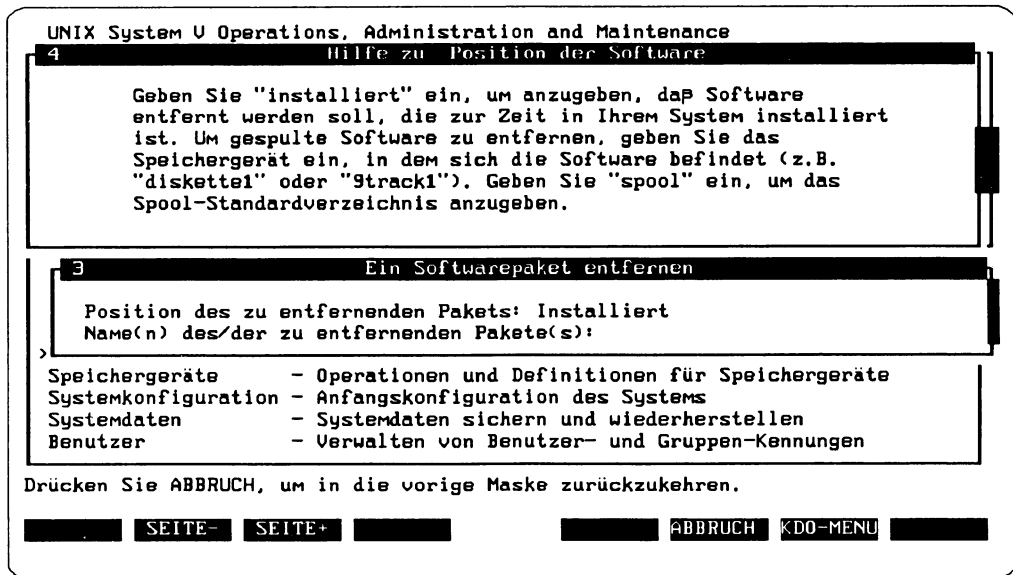 UNIX System V Operations, Administration and Maintenance
4 Hilfe zu Position der Software
Geben Sie "installiert" ein, um anzugeben, daß Software
entfernt werden soll, die zur Zeit in Ihrem System installiert
ist. Um gespulte Software zu entfernen, geben Sie das
Speichergerät ein, in dem sich die Software befindet (z.B.
"diskette1" oder "9track1"). Geben Sie "spool" ein, um das
Spool-Standardverzeichnis anzugeben.
3 Ein Softwarepaket entfernen
Position des zu entfernenden Pakets: Installiert
Name(n) des/der zu entfernenden Pakete(s):
>
Speichergeräte - Operationen und Definitionen für Speichergeräte
Systemkonfiguration - Anfangskonfiguration des Systems
Systemdaten - Systemdaten sichern und wiederherstellen
Benutzer - Verwalten von Benutzer- und Gruppen-Kennungen
Drücken Sie ABBRUCH, um in die vorige Maske zurückzukehren.
SEITE- SEITE+ ABBRUCH KDO-MENU